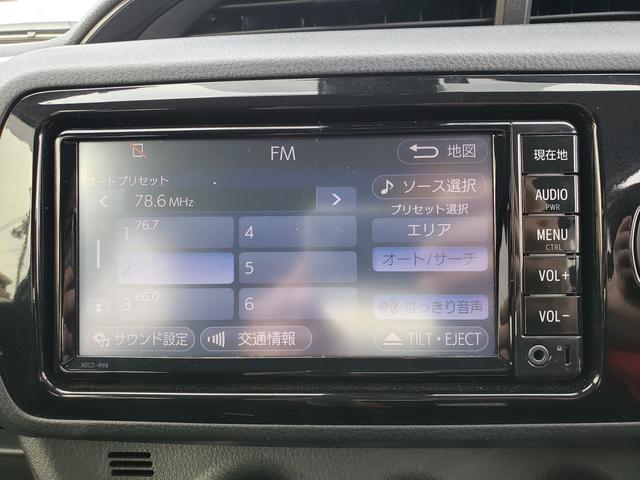 FM
地図
オートプリセット
ソース選択
78.6 MHz
プリセット選択
1 76.7
4
エリア
2 78.6
5
オート/サーチ
3 86.0
6
はっきり音声
サウンド設定
交通情報
TILT・EJECT
NSCD-W66
現在地
AUDIO
PWR
MENU
CTRL
VOL+
VOL-